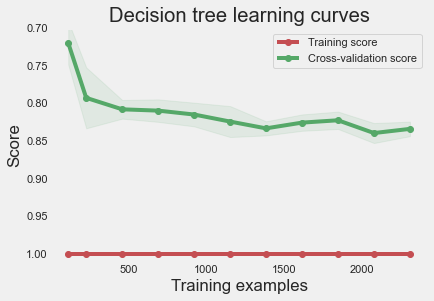 Decision tree learning curves
Training score
Cross-validation score
Score
0.70
0.75
0.80
0.85
0.90
0.95
1.00
500
1000
1500
2000
Training examples